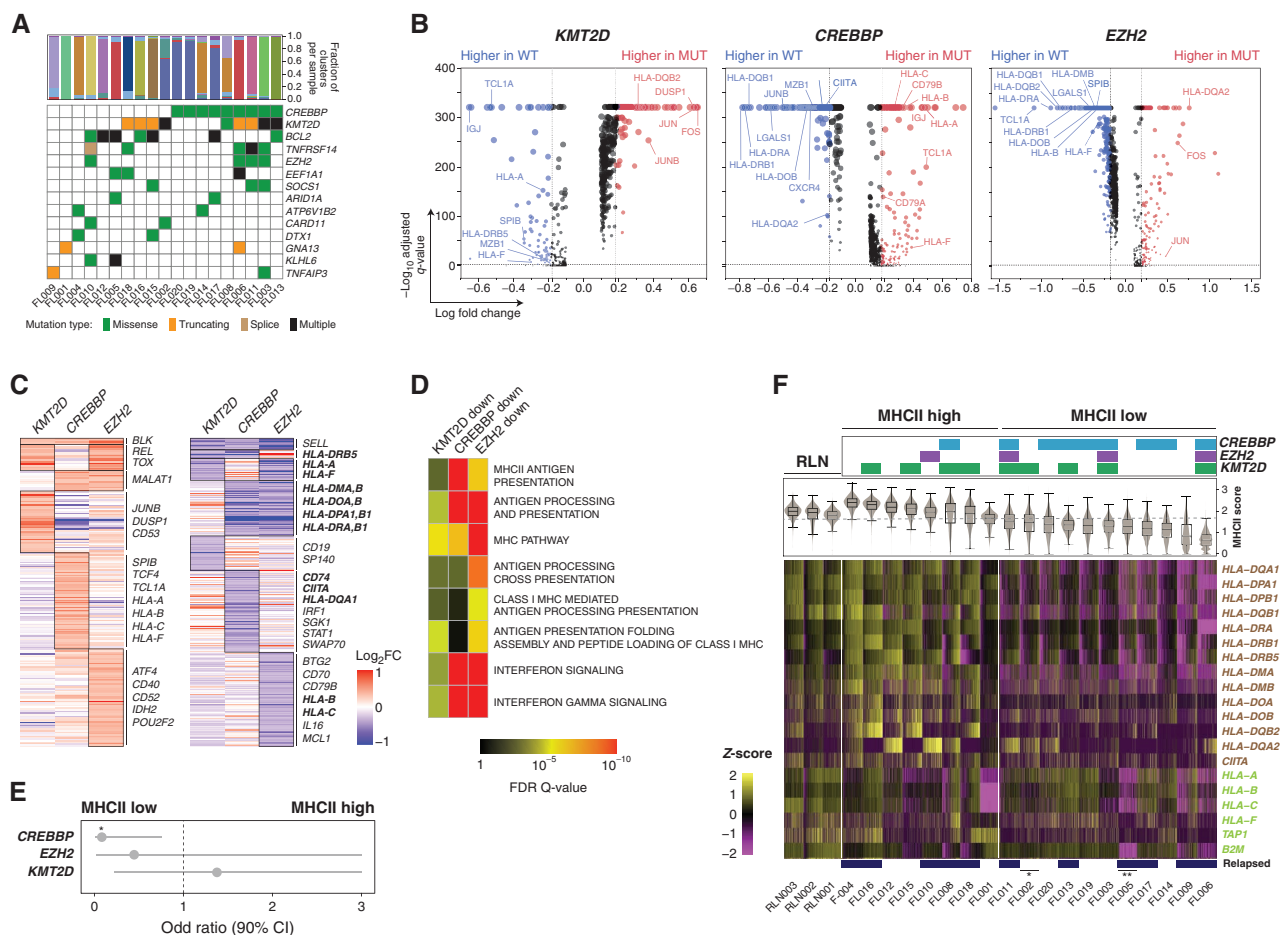 A
1.0
0.8
0.6
0.4
0.2
0
Fraction of
clusters
per sample
CREBBP
KMT2D
BCL2
TNFRSF14
EZH2
EEF1A1
SOCS1
ARID1A
ATP6V1B2
CARD11
DTX1
GNA13
KLHL6
TNFAIP3
FL009
FL001
FL004
FL010
FL012
FL005
FL018
FL016
FL015
FL002
FL020
FL019
FL014
FL017
FL008
FL006
FL011
FL003
FL013
Mutation type: Missense Truncating Splice Multiple
B
KMT2D
Higher in WT Higher in MUT
400
300
200
100
0
−Log10 adjusted
q-value
TCL1A
IGJ
HLA-A
SPIB
HLA-DRB5
MZB1
HLA-F
HLA-DQB2
DUSP1
JUN
FOS
JUNB
−0.6 −0.4 −0.2 0.0 0.2 0.4 0.6
Log fold change
CREBBP
Higher in WT Higher in MUT
HLA-DQB1
MZB1
CIITA
JUNB
LGALS1
HLA-DRA
HLA-DRB1
HLA-DOB
CXCR4
HLA-DQA2
HLA-C
CD79B
HLA-B
IGJ
HLA-A
TCL1A
CD79A
HLA-F
−0.8 −0.6 −0.4 −0.2 0.0 0.2 0.4 0.6 0.8
EZH2
Higher in WT Higher in MUT
HLA-DQB1
HLA-DMB
HLA-DQB2
SPIB
HLA-DRA
LGALS1
TCL1A
HLA-DRB1
HLA-DOB
HLA-B
HLA-F
HLA-DQA2
FOS
JUN
−1.5 −1.0 −0.5 0.0 0.5 1.0 1.5
C
KMT2D CREBBP EZH2
BLK
REL
TOX
MALAT1
JUNB
DUSP1
CD53
SPIB
TCF4
TCL1A
HLA-A
HLA-B
HLA-C
HLA-F
ATF4
CD40
CD52
IDH2
POU2F2
KMT2D CREBBP EZH2
SELL
HLA-DRB5
HLA-A
HLA-F
HLA-DMA,B
HLA-DOA,B
HLA-DPA1,B1
HLA-DRA,B1
CD19
SP140
CD74
CIITA
HLA-DQA1
IRF1
SGK1
STAT1
SWAP70
BTG2
CD70
CD79B
HLA-B
HLA-C
IL16
MCL1
Log2FC
1
0
−1
D
KMT2D down
CREBBP down
EZH2 down
MHCII ANTIGEN
PRESENTATION
ANTIGEN PROCESSING
AND PRESENTATION
MHC PATHWAY
ANTIGEN PROCESSING
CROSS PRESENTATION
CLASS I MHC MEDIATED
ANTIGEN PROCESSING PRESENTATION
ANTIGEN PRESENTATION FOLDING
ASSEMBLY AND PEPTIDE LOADING OF CLASS I MHC
INTERFERON SIGNALING
INTERFERON GAMMA SIGNALING
1 10−5 10−10
FDR Q-value
E
MHCII low MHCII high
CREBBP
*
EZH2
KMT2D
0 1 2 3
Odd ratio (90% CI)
F
MHCII high MHCII low
RLN
CREBBP
EZH2
KMT2D
3
2
1
0
MHCII score
HLA−DQA1
HLA−DPA1
HLA−DPB1
HLA−DQB1
HLA−DRA
HLA−DRB1
HLA−DRB5
HLA−DMA
HLA−DMB
HLA−DOA
HLA−DOB
HLA−DQB2
HLA−DQA2
CIITA
HLA−A
HLA−B
HLA−C
HLA−F
TAP1
B2M
Relapsed
Z-score
2
1
0
−1
−2
* **
RLN003
RLN002
RLN001
F-004
FL016
FL012
FL015
FL010
FL008
FL018
FL001
FL011
FL002
FL020
FL013
FL019
FL003
FL005
FL017
FL014
FL009
FL006